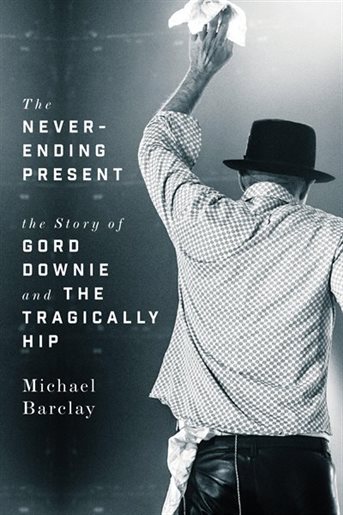 The
NEVER-
ENDING
PRESENT
the Story of
GORD
DOWNIE
and THE
TRAGICALLY
HIP
Michael
Barclay